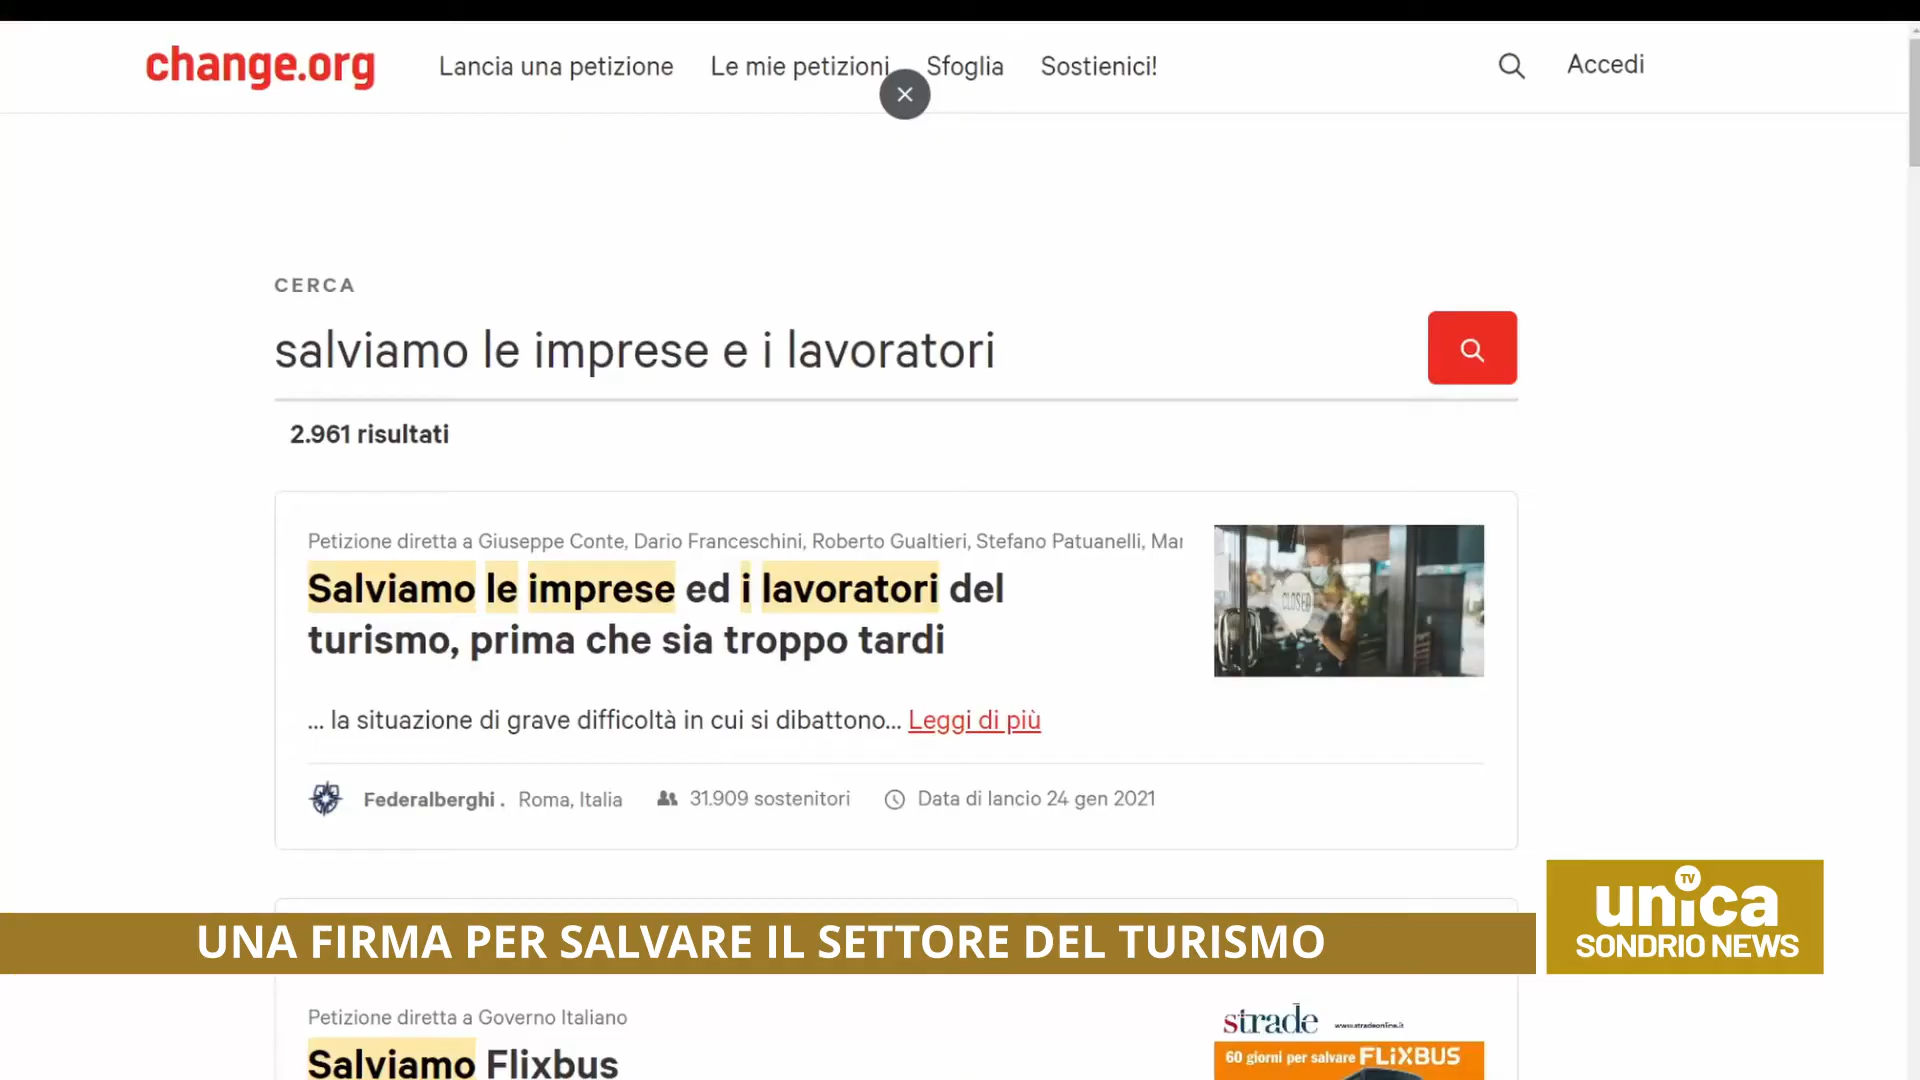 change.org Lancia una petizione Le mie petizioni Sfoglia Sostienici! Accedi
CERCA
salviamo le imprese e i lavoratori
2.961 risultati
Petizione diretta a Giuseppe Conte, Dario Franceschini, Roberto Gualtieri, Stefano Patuanelli, Mar
Salviamo le imprese ed i lavoratori del
turismo, prima che sia troppo tardi
CLOSED
... la situazione di grave difficoltà in cui si dibattono... Leggi di più
Federalberghi . Roma, Italia 31.909 sostenitori Data di lancio 24 gen 2021
UNA FIRMA PER SALVARE IL SETTORE DEL TURISMO
unica TV
SONDRIO NEWS
Petizione diretta a Governo Italiano
Salviamo Flixbus
strade www.stradeonline.it
60 giorni per salvare FLiXBUS